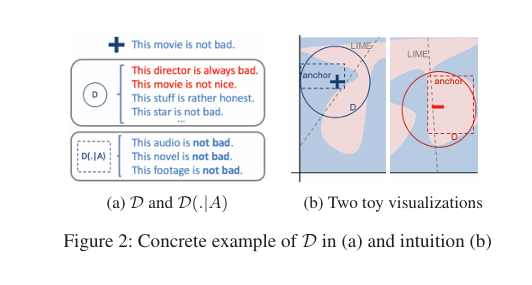 This movie is not bad.
D
This director is always bad.
This movie is not nice.
This stuff is rather honest.
This star is not bad.
...
D(.|A)
This audio is not bad.
This novel is not bad.
This footage is not bad.
LIME
anchor
D
LIME
anchor
D
(a) 𝒟 and 𝒟(.|A)
(b) Two toy visualizations
Figure 2: Concrete example of 𝒟 in (a) and intuition (b)